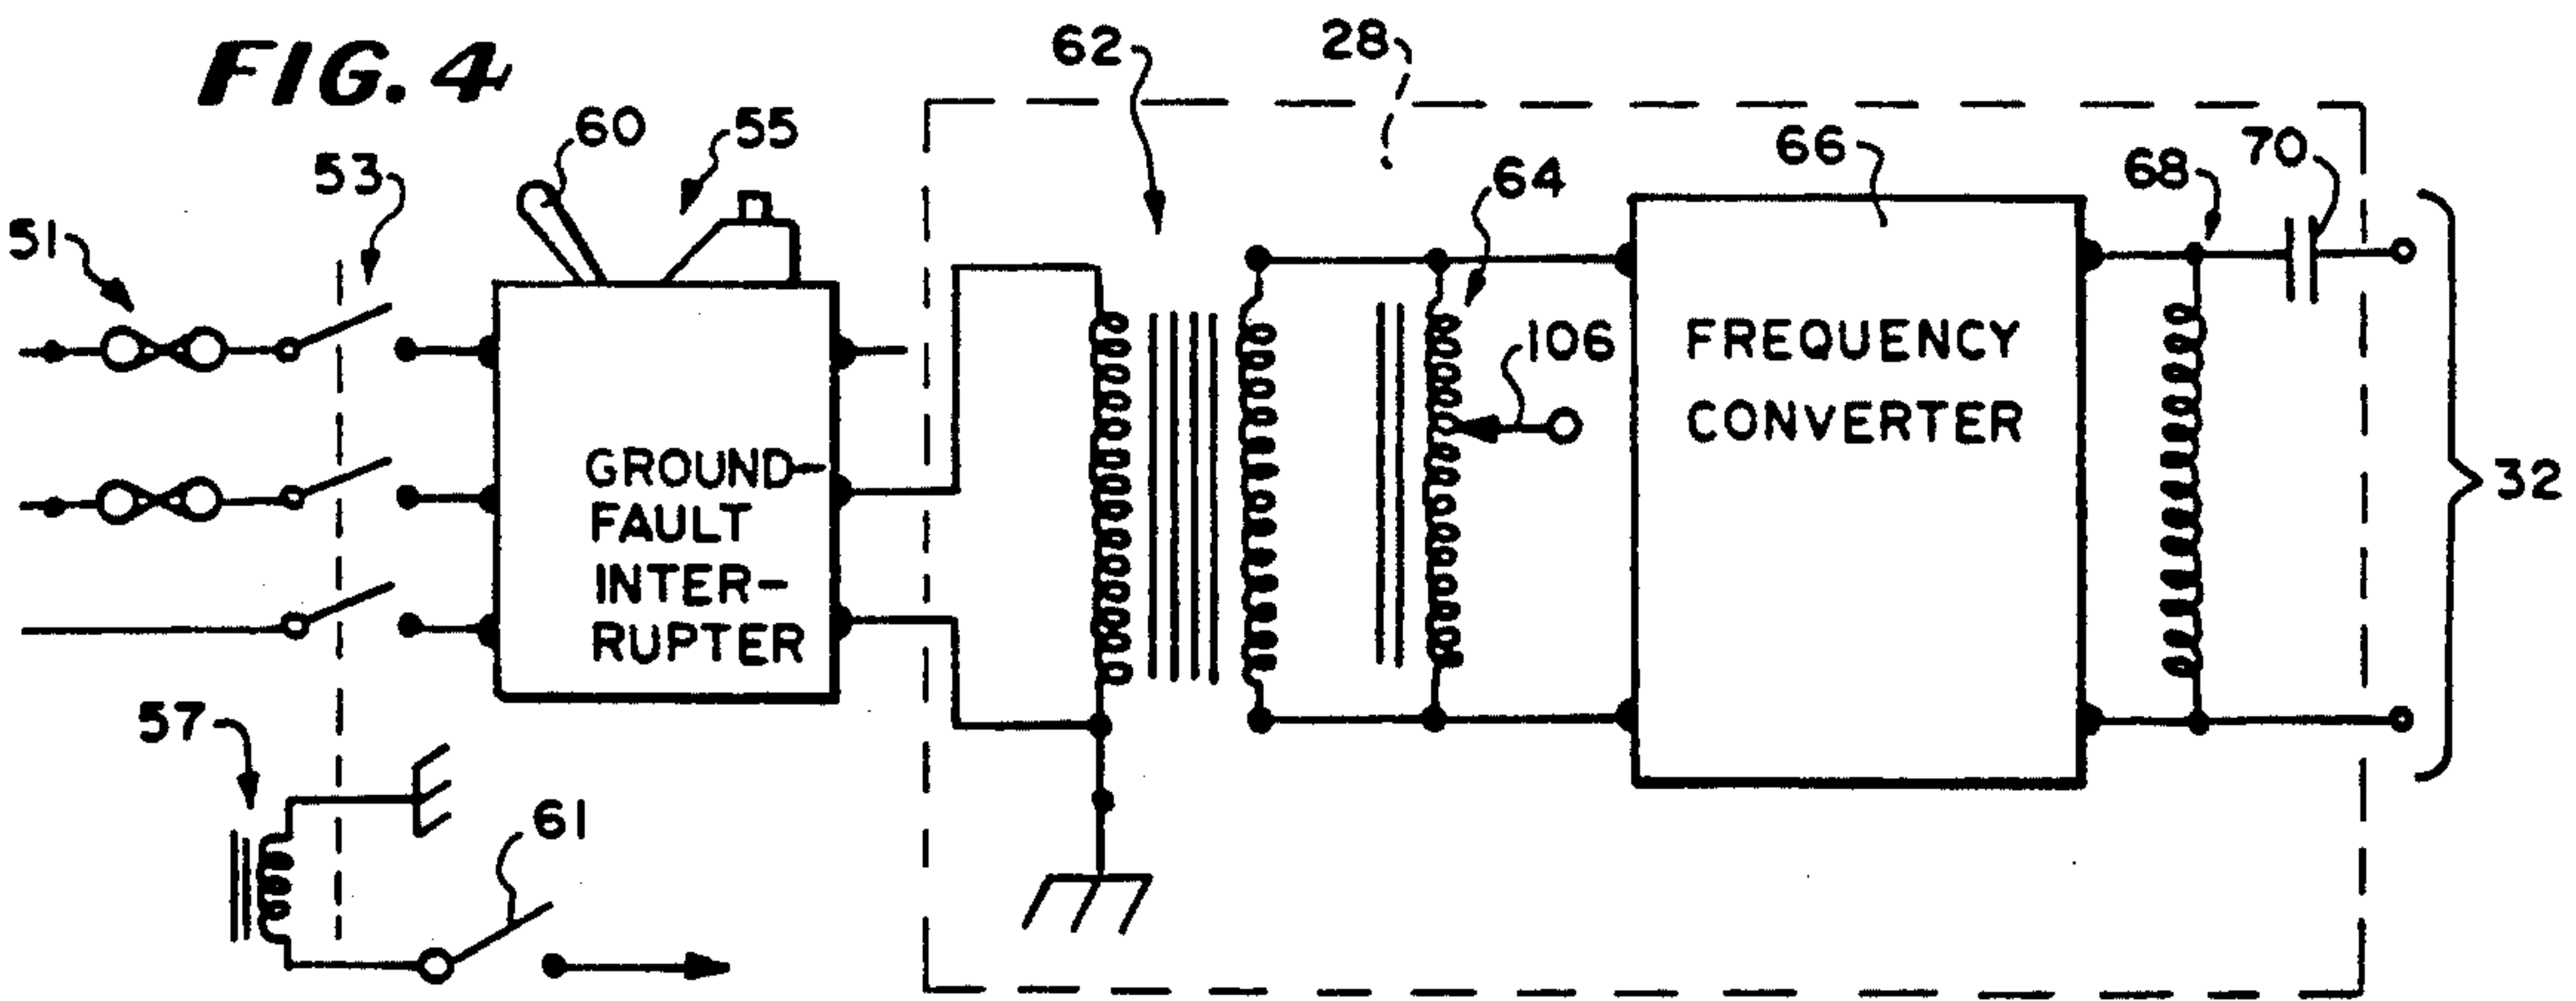 FIG. 4
62
28
60
55
53
66
68
70
64
51
106
FREQUENCY
CONVERTER
GROUND-
FAULT
INTER-
RUPTER
32
57
61